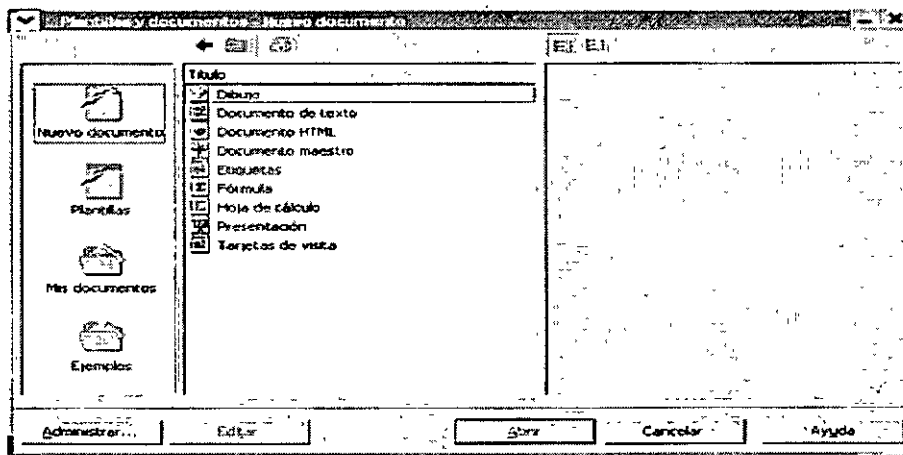 Plantillas y documentos - Nuevo documento
Título
Dibujo
Documento de texto
Documento HTML
Documento maestro
Etiquetas
Fórmula
Hoja de cálculo
Presentación
Tarjetas de visita
Nuevo documento
Plantillas
Mis documentos
Ejemplos
Administrar...
Editar
Abrir
Cancelar
Ayuda